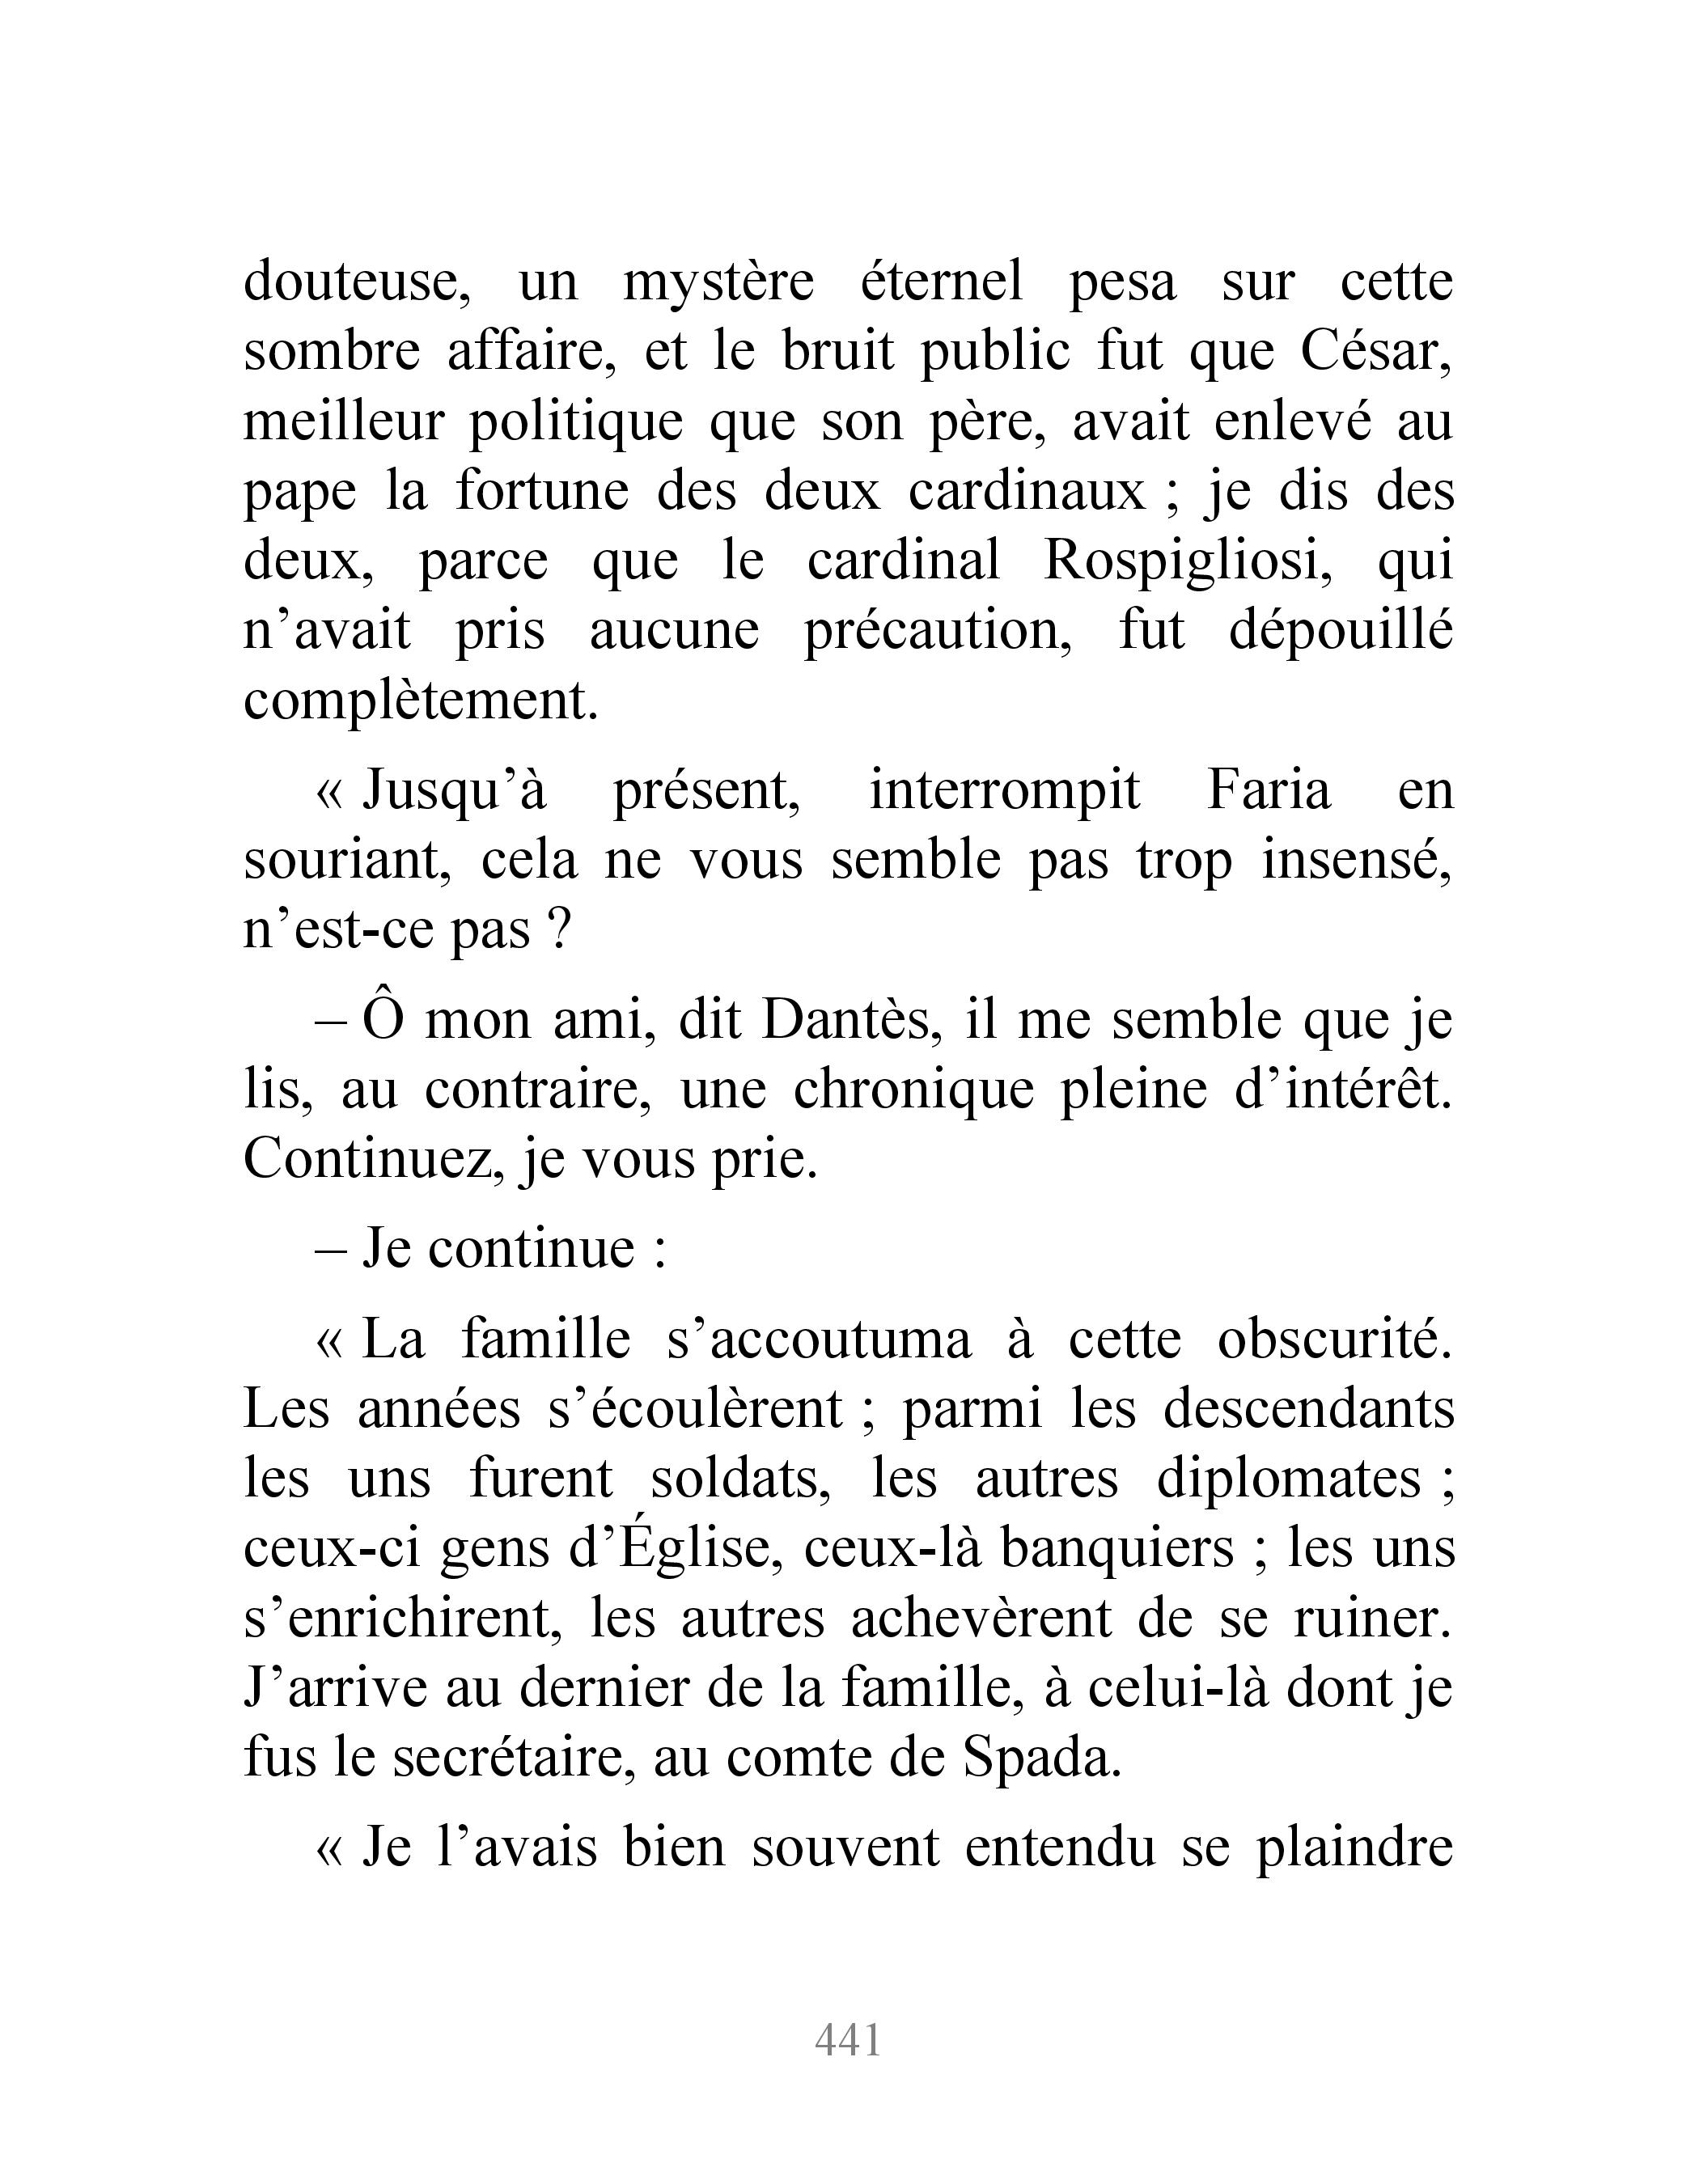 douteuse, un mystère éternel pesa sur cette
sombre affaire, et le bruit public fut que César,
meilleur politique que son père, avait enlevé au
pape la fortune des deux cardinaux ; je dis des
deux, parce que le cardinal Rospigliosi, qui
n’avait pris aucune précaution, fut dépouillé
complètement.
« Jusqu’à présent, interrompit Faria en
souriant, cela ne vous semble pas trop insensé,
n’est-ce pas ?
– Ô mon ami, dit Dantès, il me semble que je
lis, au contraire, une chronique pleine d’intérêt.
Continuez, je vous prie.
– Je continue :
« La famille s’accoutuma à cette obscurité.
Les années s’écoulèrent ; parmi les descendants
les uns furent soldats, les autres diplomates ;
ceux-ci gens d’Église, ceux-là banquiers ; les uns
s’enrichirent, les autres achevèrent de se ruiner.
J’arrive au dernier de la famille, à celui-là dont je
fus le secrétaire, au comte de Spada.
« Je l’avais bien souvent entendu se plaindre
441